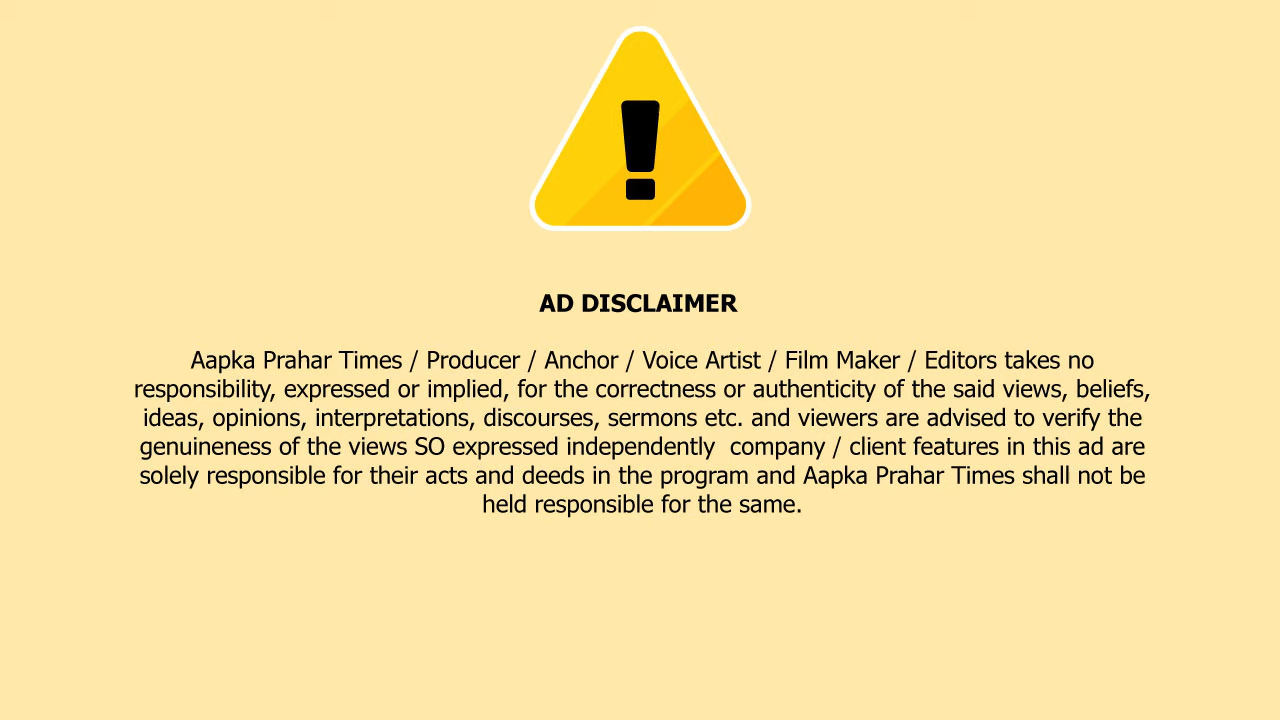 AD DISCLAIMER
Aapka Prahar Times / Producer / Anchor / Voice Artist / Film Maker / Editors takes no
responsibility, expressed or implied, for the correctness or authenticity of the said views, beliefs,
ideas, opinions, interpretations, discourses, sermons etc. and viewers are advised to verify the
genuineness of the views SO expressed independently  company / client features in this ad are
solely responsible for their acts and deeds in the program and Aapka Prahar Times shall not be
held responsible for the same.